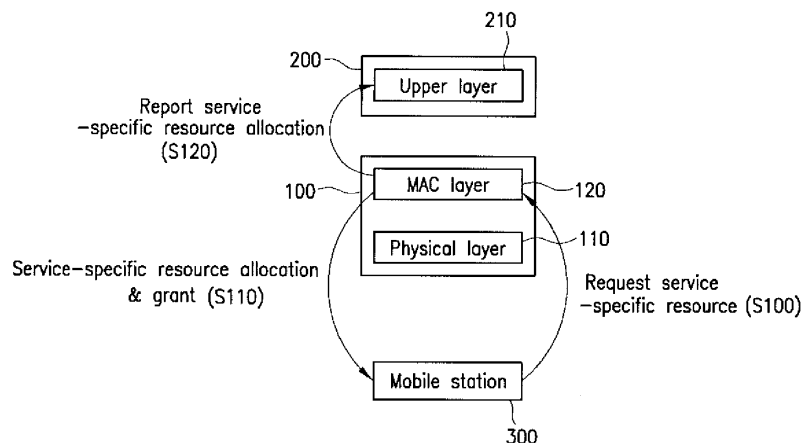 210
200
Upper layer
Report service
-specific resource allocation
(S120)
100
MAC layer
120
Physical layer
110
Service-specific resource allocation
& grant (S110)
Request service
-specific resource (S100)
Mobile station
300